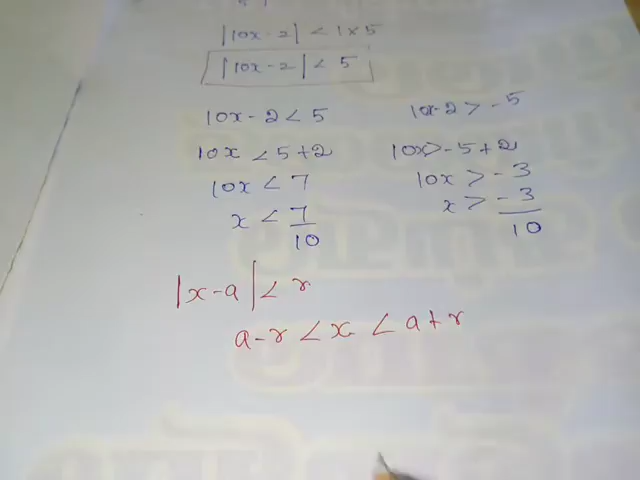 |10x-2| < 1×5
|10x-2| < 5
10x-2<5
10x-2>-5
10x < 5+2
10x>-5+2
10x < 7
10x > -3
x < 7/10
x > -3/10
|x-a| < r
a-r < x < a+r